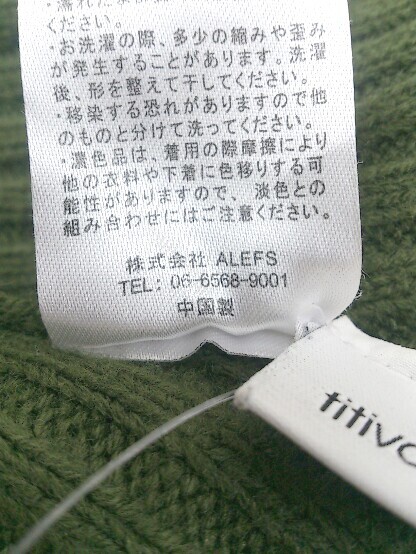 ください。
・お洗濯の際、多少の縮みや歪み
が発生することがあります。洗濯
後、形を整えて干してください。
・移染する恐れがありますので他
のものと分けて洗ってください。
・濃色品は、着用の際摩擦により
他の衣料や下着に色移りする可
能性がありますので、淡色との
組み合わせにはご注意ください。
株式会社 ALEFS
TEL: 06-6568-9001
中国製
titiv